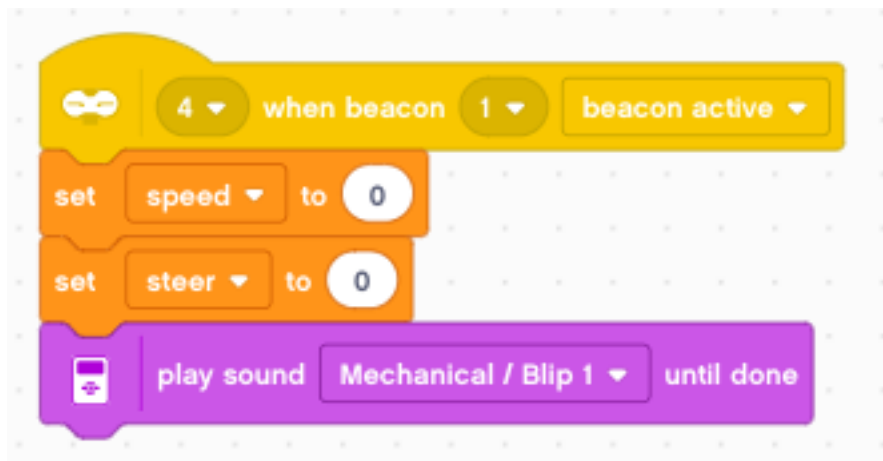 4 when beacon 1 beacon active
set speed to 0
set steer to 0
play sound Mechanical / Blip 1 until done